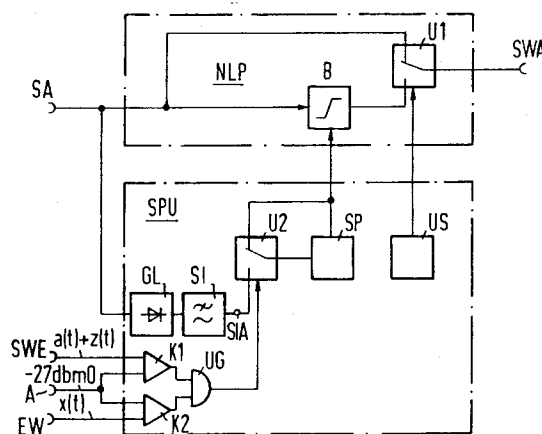 U1
SWA
NLP
B
SA
SPU
U2
SP
US
GL
SI
SIA
a(t)+z(t)
SWE
K1
UG
-27dbm0
A~
x(t)
EW
K2